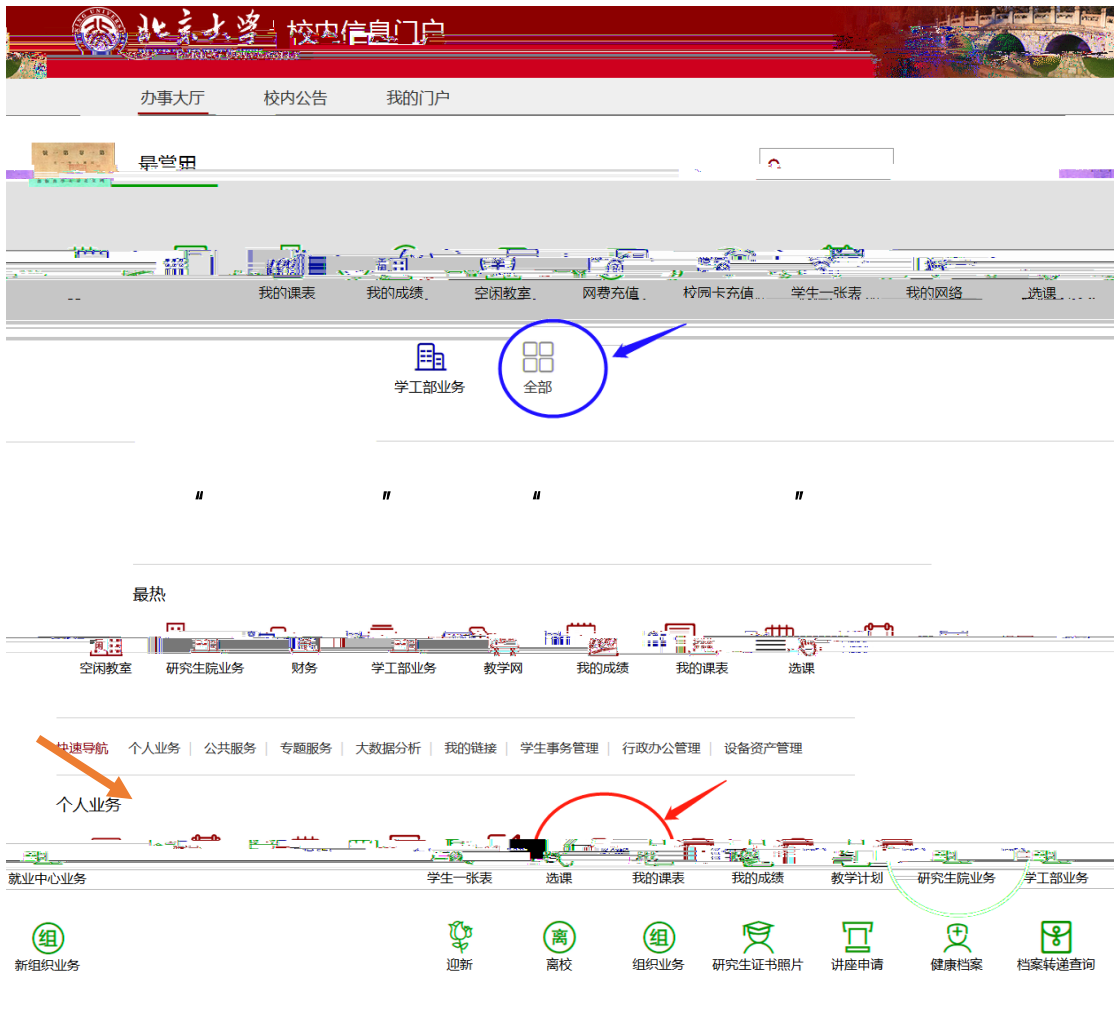 北京大学 校内信息门户
办事大厅 校内公告 我的门户
最常用
我的课表 我的成绩 空闲教室 网费充值 校园卡充值 学生一张表 我的网络 选课
学工部业务 全部
“ ” “ ”
最热
空闲教室 研究生院业务 财务 学工部业务 教学网 我的成绩 我的课表 选课
快速导航 个人业务 | 公共服务 | 专题服务 | 大数据分析 | 我的链接 | 学生事务管理 | 行政办公管理 | 设备资产管理
个人业务
就业中心业务 学生一张表 选课 我的课表 我的成绩 教学计划 研究生院业务 学工部业务
组 离 组
新组织业务 迎新 离校 组织业务 研究生证书照片 讲座申请 健康档案 档案转递查询